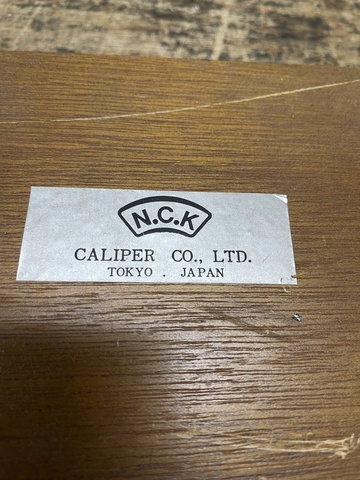 N.C.K
CALIPER CO., LTD.
TOKYO . JAPAN